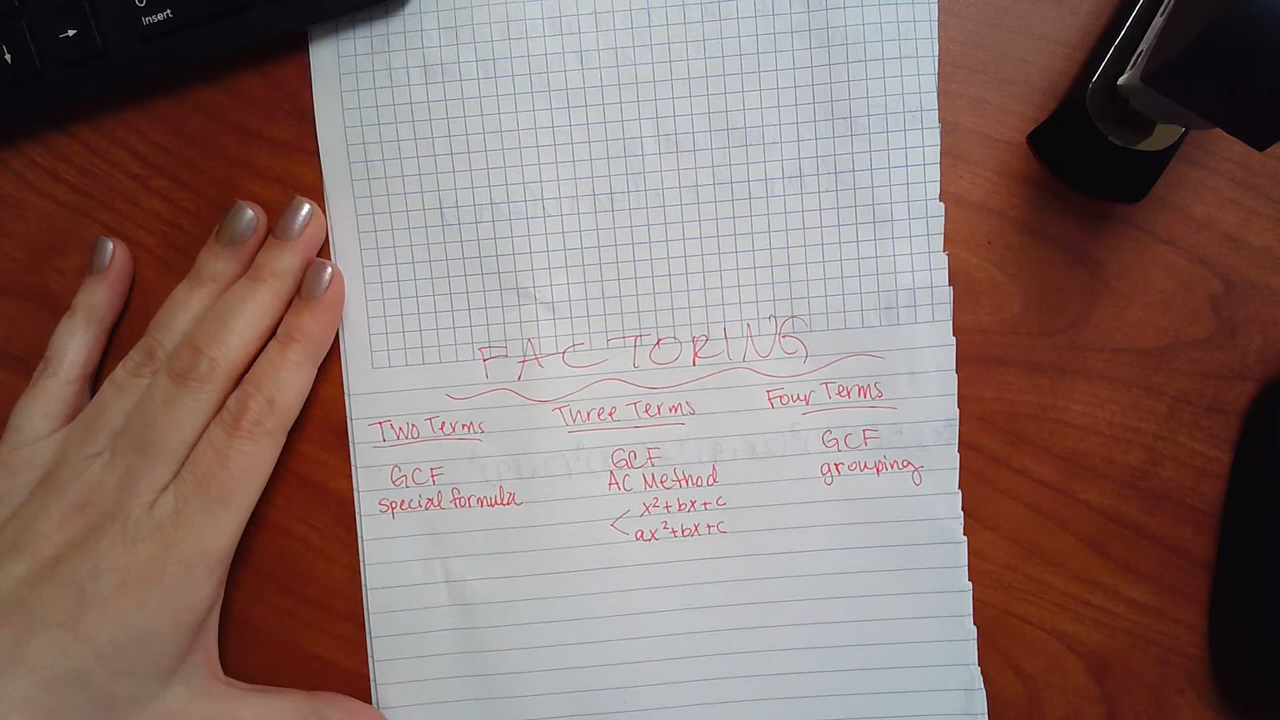 Insert
FACTORING
Two Terms
GCF
special formula
Three Terms
GCF
AC Method
x²+bx+c
ax²+bx+c
Four Terms
GCF
grouping